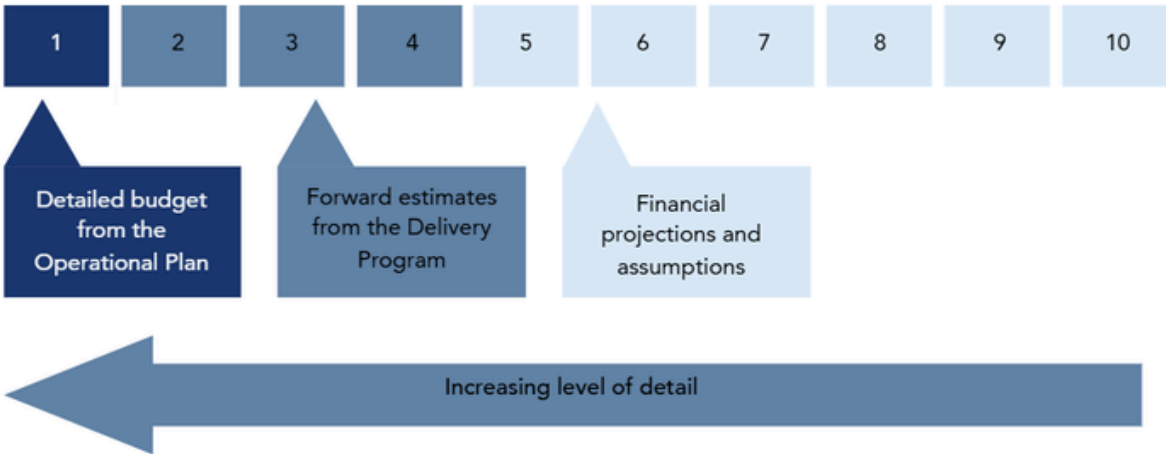 1 2 3 4 5 6 7 8 9 10
Detailed budget
from the
Operational Plan
Forward estimates
from the Delivery
Program
Financial
projections and
assumptions
Increasing level of detail